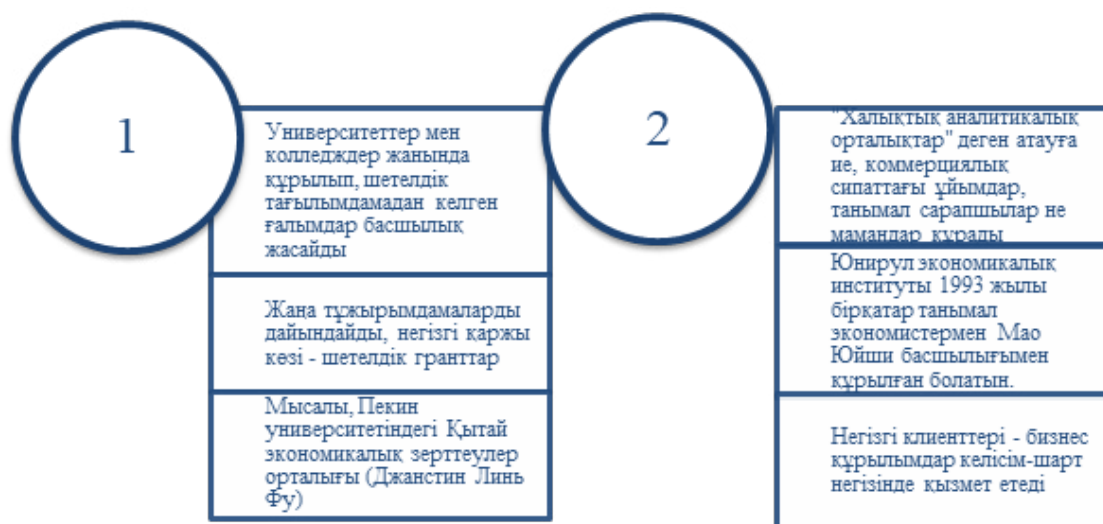 1
Университеттер мен
колледждер жанында
құрылып, шетелдік
тағылымдамадан келген
ғалымдар басшылық
жасайды
Жаңа тұжырымдамаларды
дайындайды, негізгі қаржы
көзі - шетелдік гранттар
Мысалы, Пекин
университетіндегі Қытай
экономикалық зерттеулер
орталығы (Джанстин Линь
Фу)
2
"Халықтық аналитикалық
орталықтар" деген атауға
ие, коммерциялық
сипаттағы ұйымдар,
танымал сарапшылар не
мамандар құрады
Юнирул экономикалық
институты 1993 жылы
бірқатар танымал
экономистермен Мао
Юйши басшылығымен
құрылған болатын.
Негізгі клиенттері - бизнес
құрылымдар келісім-шарт
негізінде қызмет етеді